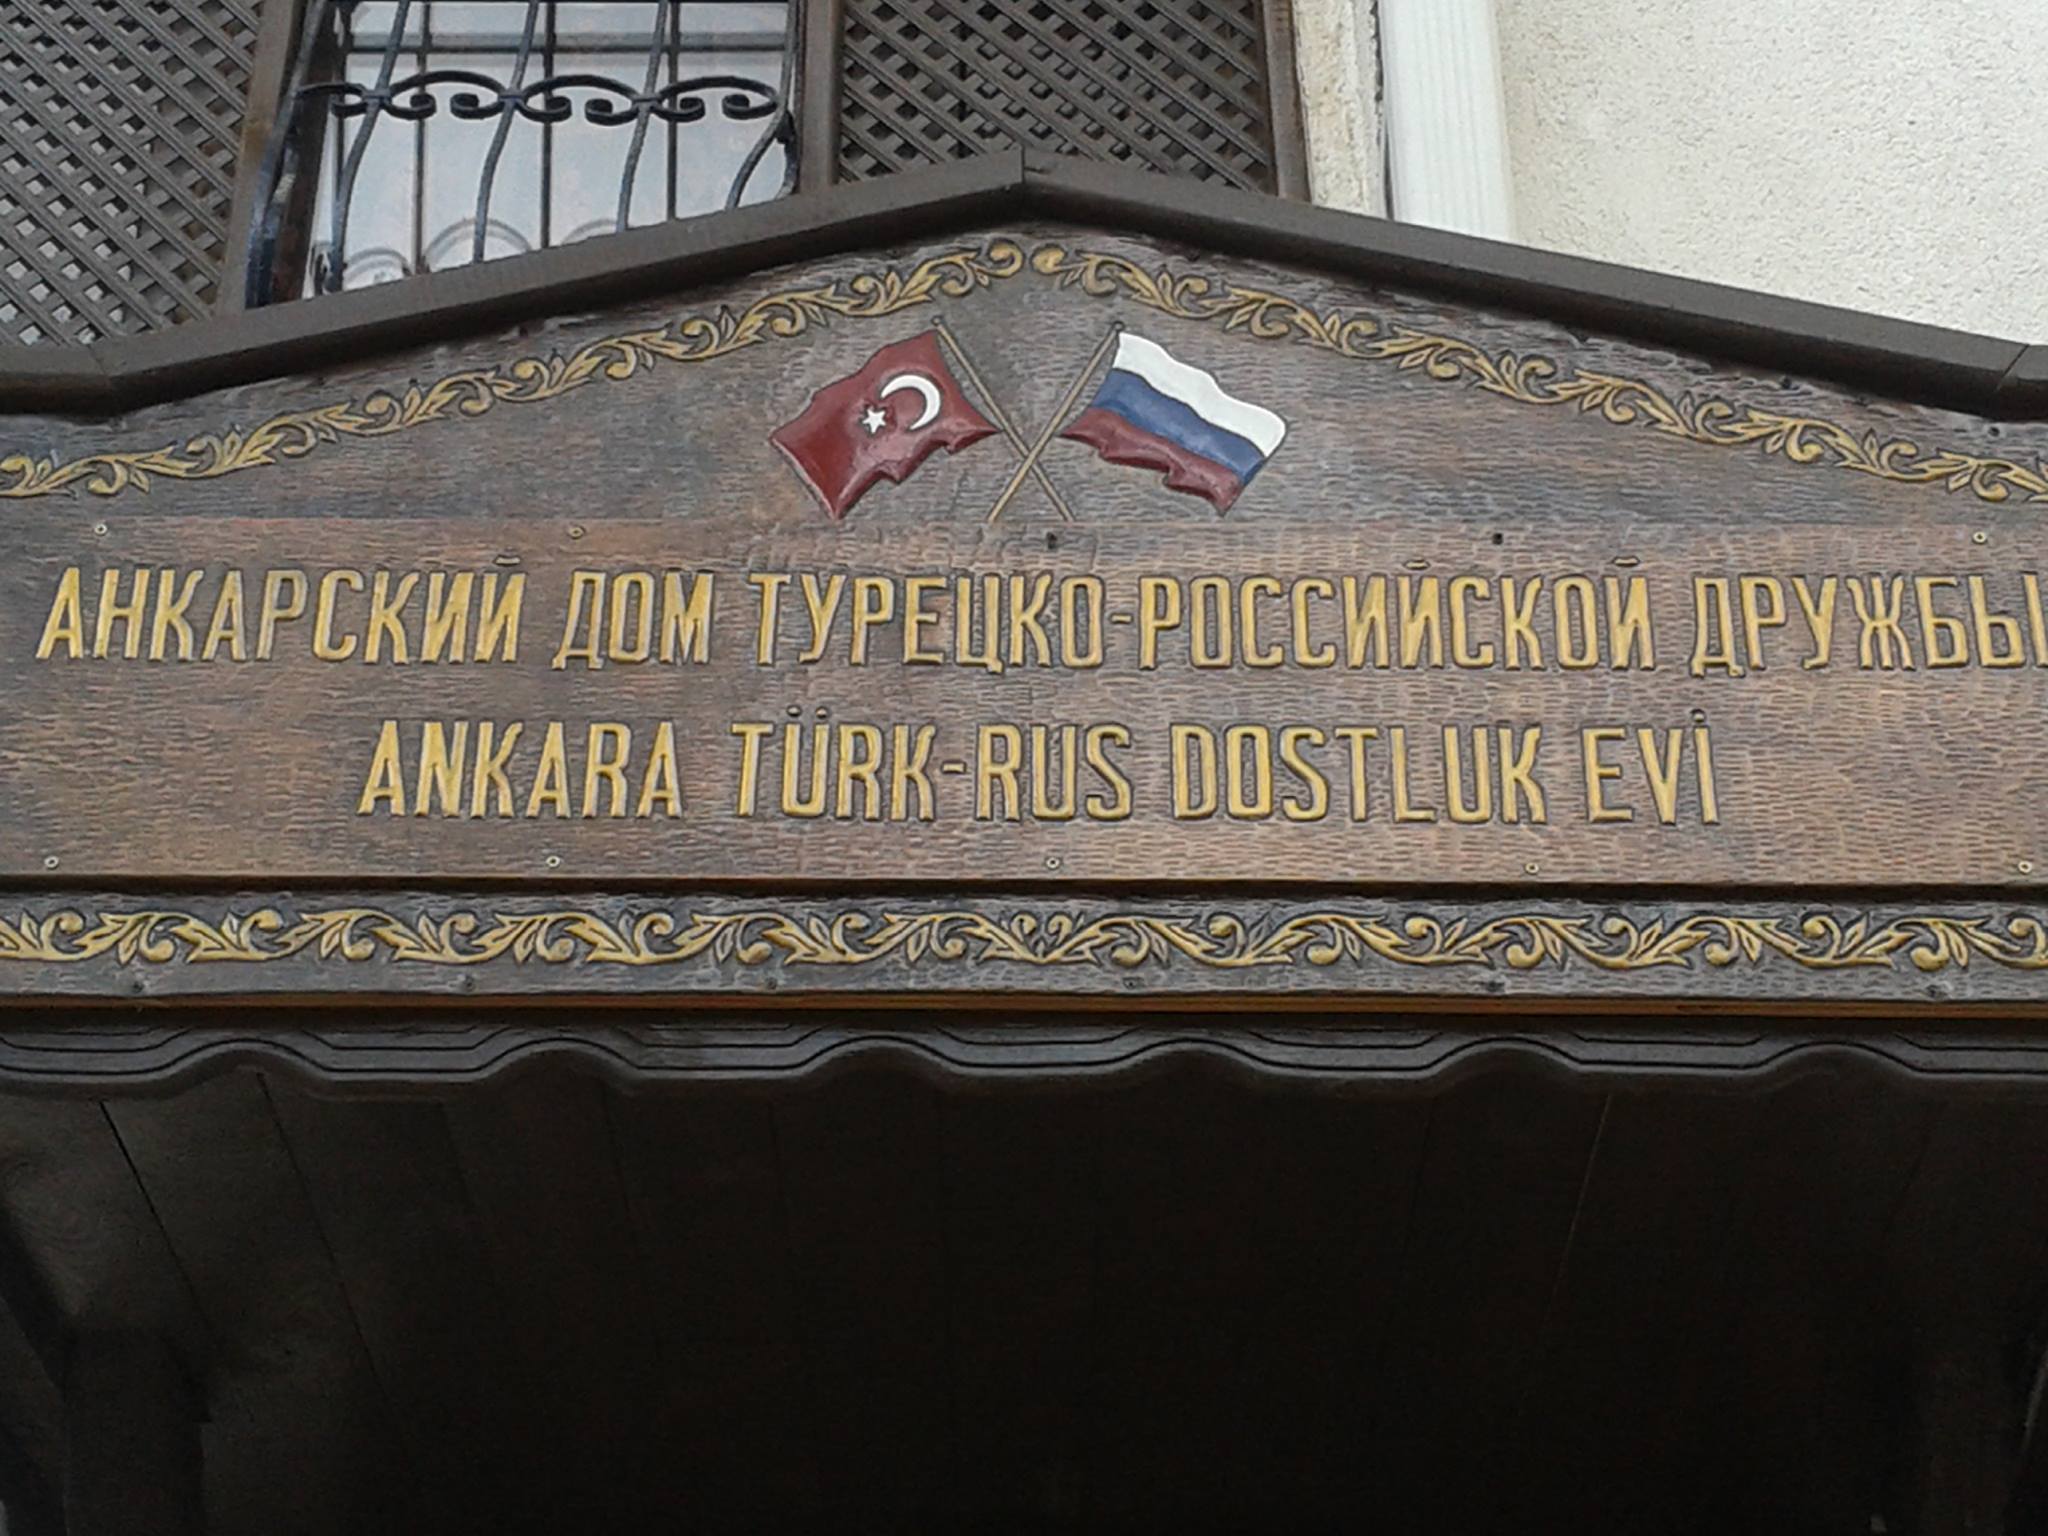 АНКАРСКИЙ ДОМ ТУРЕЦКО-РОССИЙСКОЙ ДРУЖБЫ
ANKARA TÜRK-RUS DOSTLUK EVİ